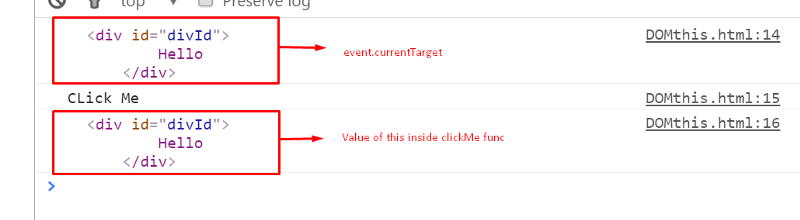 top Preserve log
<div id="divId"> DOMthis.html:14
Hello event.currentTarget
</div>
CLick Me DOMthis.html:15
<div id="divId"> DOMthis.html:16
Hello Value of this inside clickMe func
</div>
>